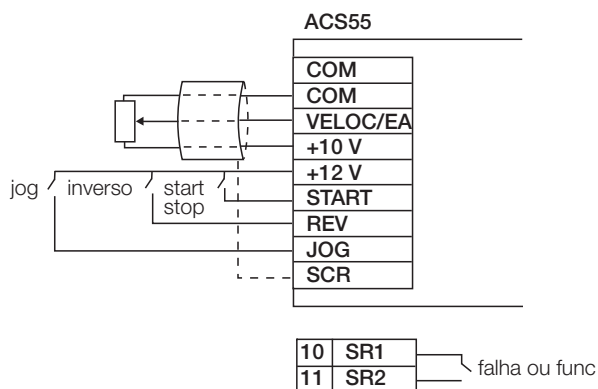 ACS55
COM
COM
VELOC/EA
+10 V
+12 V
jog inverso start
stop
START
REV
JOG
SCR
10 SR1
11 SR2
falha ou func